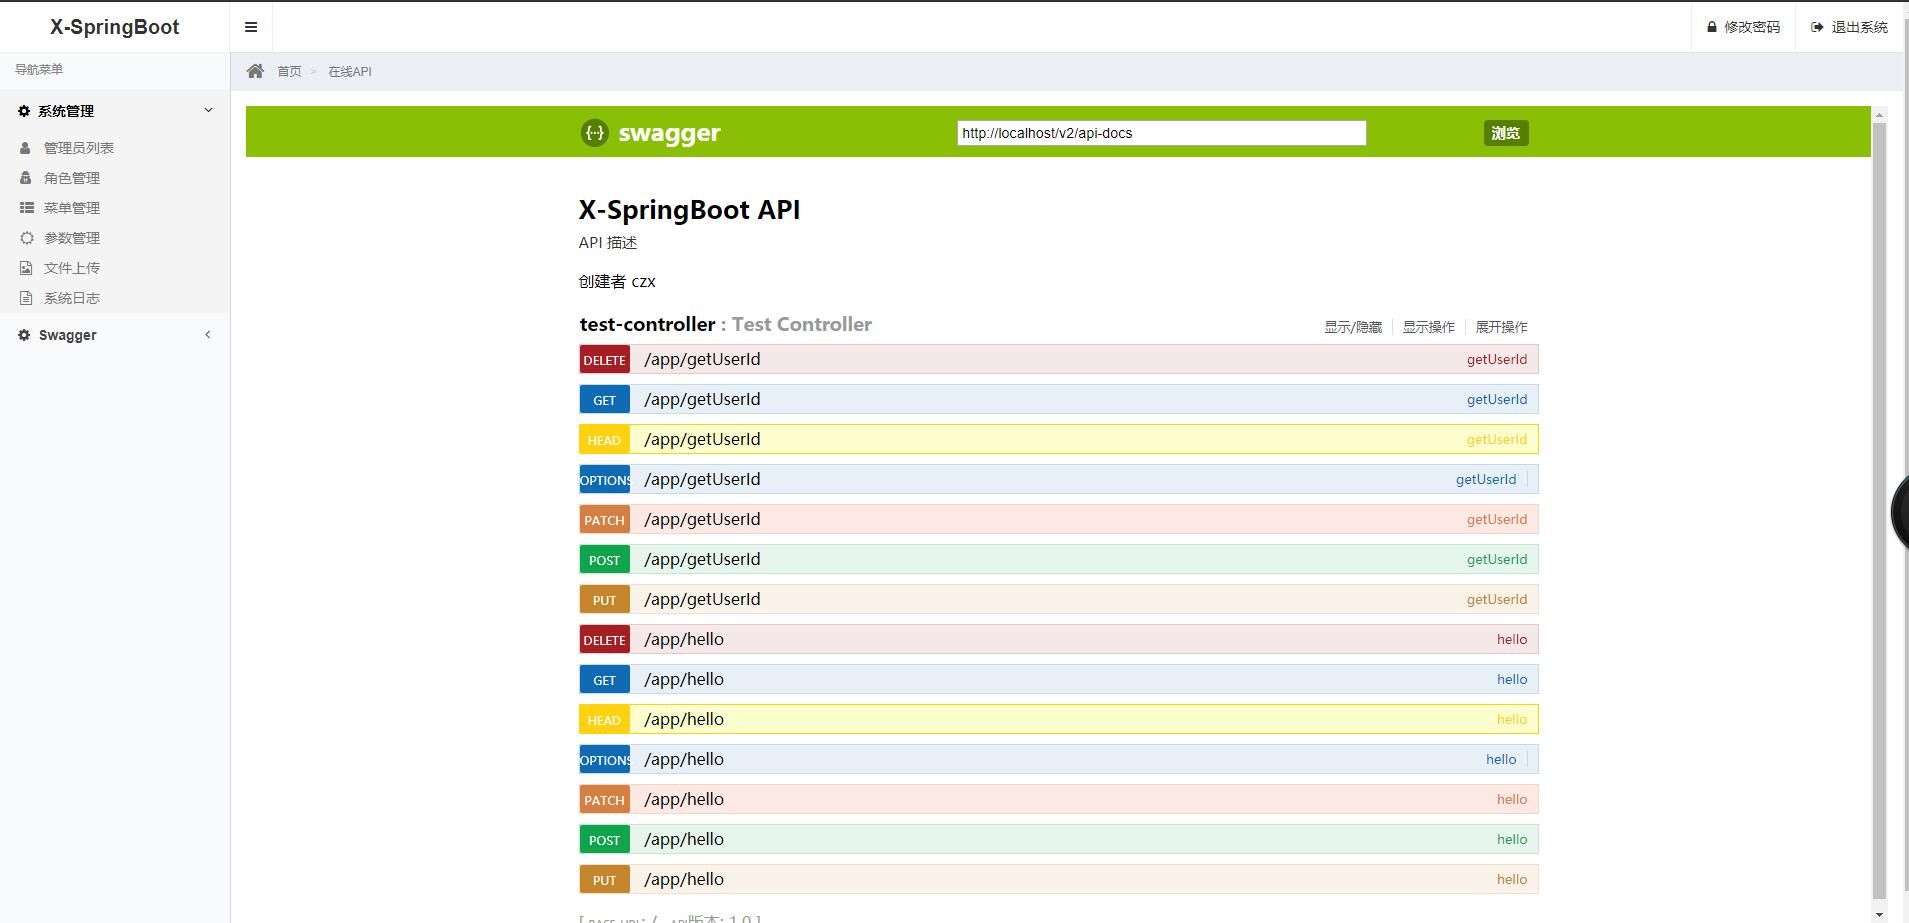 X-SpringBoot
修改密码
退出系统
导航菜单
首页 > 在线API
系统管理
管理员列表
角色管理
菜单管理
参数管理
文件上传
系统日志
Swagger
{··} swagger
http://localhost/v2/api-docs
浏览
X-SpringBoot API
API 描述
创建者 czx
test-controller : Test Controller
显示/隐藏
显示操作
展开操作
DELETE /app/getUserId getUserId
GET /app/getUserId getUserId
HEAD /app/getUserId getUserId
OPTIONS /app/getUserId getUserId
PATCH /app/getUserId getUserId
POST /app/getUserId getUserId
PUT /app/getUserId getUserId
DELETE /app/hello hello
GET /app/hello hello
HEAD /app/hello hello
OPTIONS /app/hello hello
PATCH /app/hello hello
POST /app/hello hello
PUT /app/hello hello
[ BASE URL: / , API版本: 1.0 ]